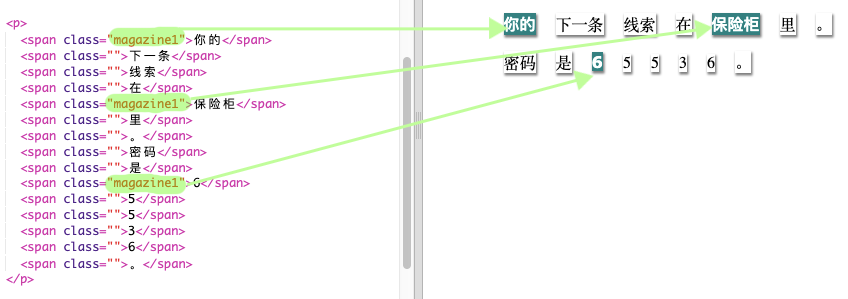 <p>
<span class="magazine1">你的</span>
<span class="">下一条</span>
<span class="">线索</span>
<span class="">在</span>
<span class="magazine1">保险柜</span>
<span class="">里</span>
<span class="">。</span>
<span class="">密码</span>
<span class="">是</span>
<span class="magazine1">6</span>
<span class="">5</span>
<span class="">5</span>
<span class="">3</span>
<span class="">6</span>
<span class="">。</span>
</p>
你的 下一条 线索 在 保险柜 里 。
密码 是 6 5 5 3 6 。